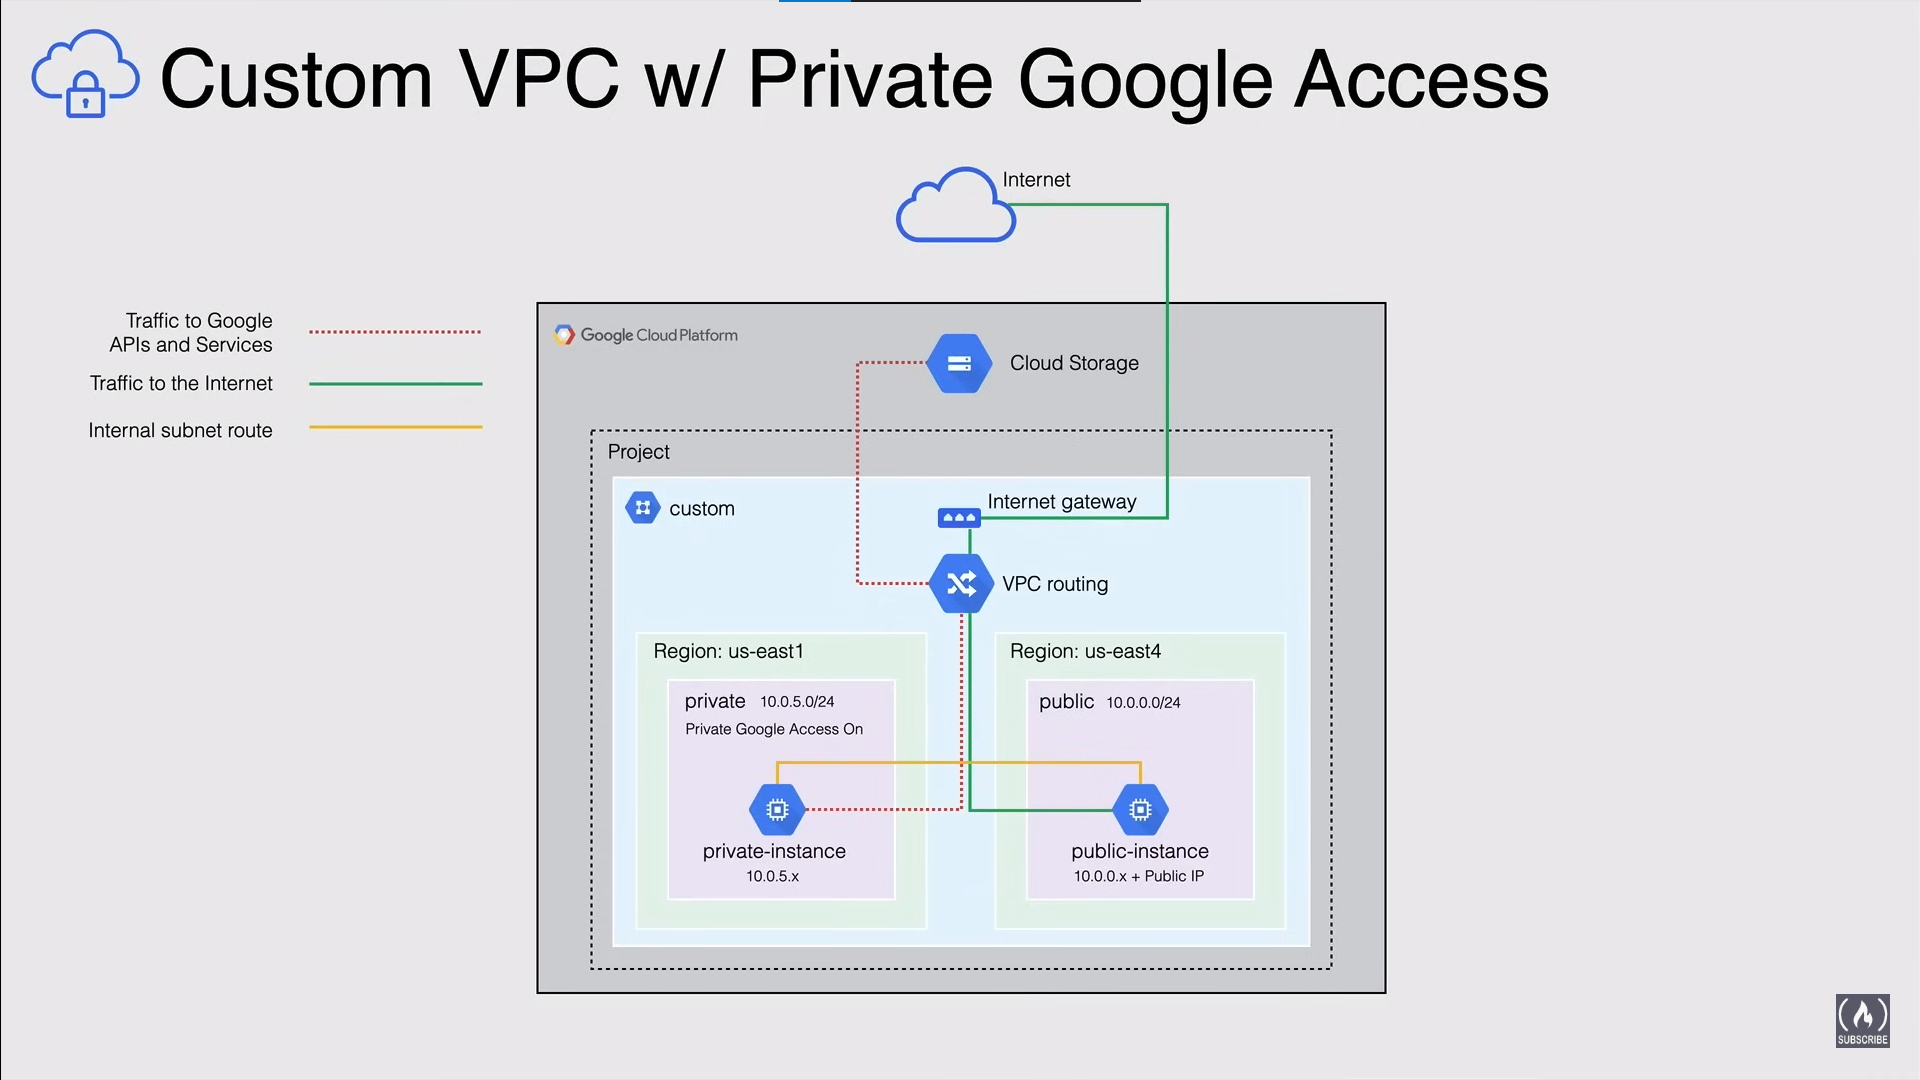 Custom VPC w/ Private Google Access
Internet
Traffic to Google
APIs and Services
Traffic to the Internet
Internal subnet route
Google Cloud Platform
Cloud Storage
Project
custom
Internet gateway
VPC routing
Region: us-east1
private 10.0.5.0/24
Private Google Access On
private-instance
10.0.5.x
Region: us-east4
public 10.0.0.0/24
public-instance
10.0.0.x + Public IP
SUBSCRIBE